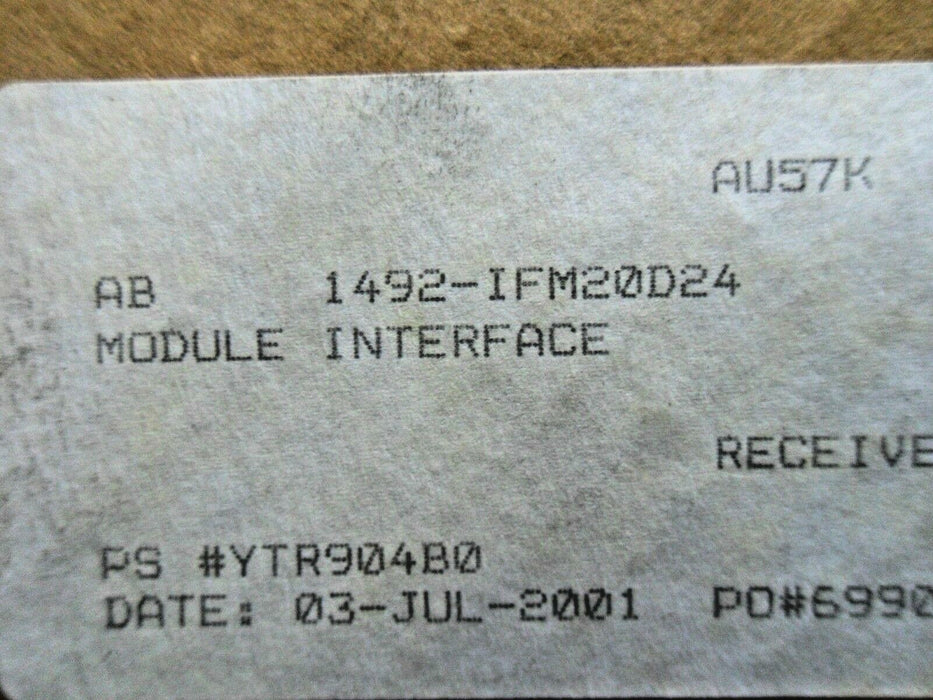 AU57K
AB 1492-IFM20D24
MODULE INTERFACE
RECEIVE
PS #YTR904B0
DATE: 03-JUL-2001 PO#6990